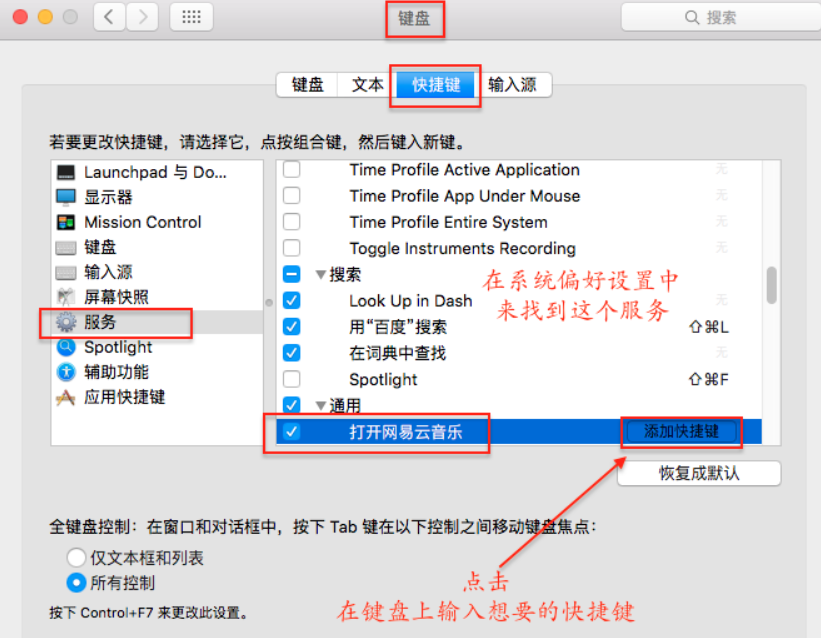 键盘
搜索
键盘 文本 快捷键 输入源
若要更改快捷键，请选择它，点按组合键，然后键入新键。
Launchpad 与 Do...
显示器
Mission Control
键盘
输入源
屏幕快照
服务
Spotlight
辅助功能
应用快捷键
Time Profile Active Application 无
Time Profile App Under Mouse 无
Time Profile Entire System 无
Toggle Instruments Recording 无
搜索
Look Up in Dash 无
用“百度”搜索 ⇧⌘L
在词典中查找 无
Spotlight ⇧⌘F
通用
打开网易云音乐 添加快捷键
在系统偏好设置中
来找到这个服务
恢复成默认
全键盘控制：在窗口和对话框中，按下 Tab 键在以下控制之间移动键盘焦点：
仅文本框和列表
所有控制
按下 Control+F7 来更改此设置。
点击
在键盘上输入想要的快捷键